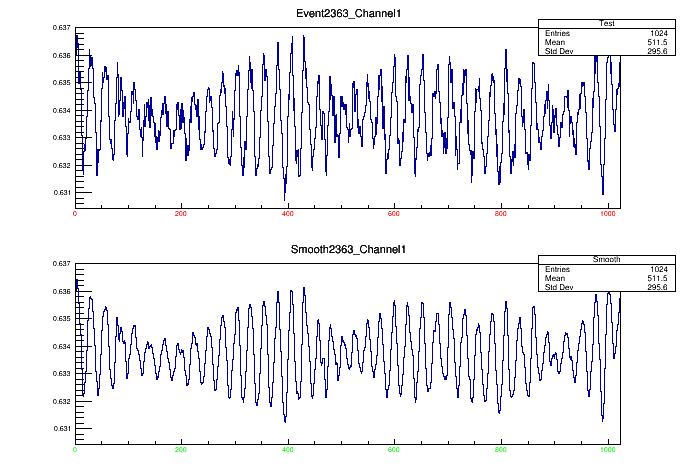 Event2363_Channel1
Test
Entries 1024
Mean 511.5
Std Dev 295.6
0.637
0.636
0.635
0.634
0.633
0.632
0.631
0 200 400 600 800 1000
Smooth2363_Channel1
Smooth
Entries 1024
Mean 511.5
Std Dev 295.6
0.637
0.636
0.635
0.634
0.633
0.632
0.631
0 200 400 600 800 1000